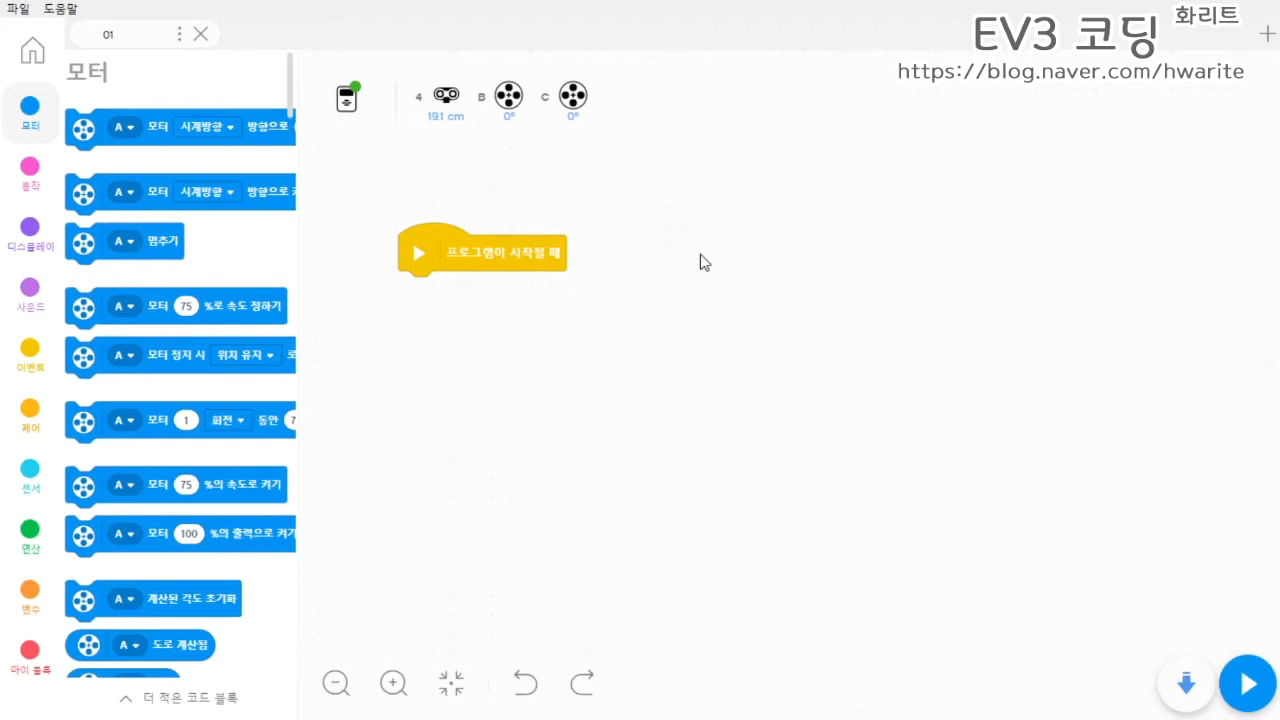 파일 도움말
화리트
EV3 코딩
https://blog.naver.com/hwarite
01
모터
4 B C
19.1 cm 0° 0°
모터
동작
디스플레이
사운드
이벤트
제어
센서
연산
변수
마이 블록
A 모터 시계방향 방향으로
A 모터 시계방향 방향으로
A 멈추기
A 모터 75 %로 속도 정하기
A 모터 정지 시 위치 유지 로
A 모터 1 회전 동안
A 모터 75 %의 속도로 켜기
A 모터 100 %의 출력으로 켜기
A 계산된 각도 초기화
A 도로 계산됨
더 적은 코드 블록
프로그램이 시작될 때